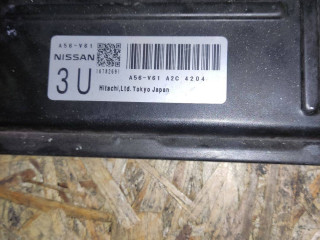 A56-V61
NISSAN
3U
A56-V61 A2C 4204
Hitachi,Ltd.Tokyo Japan